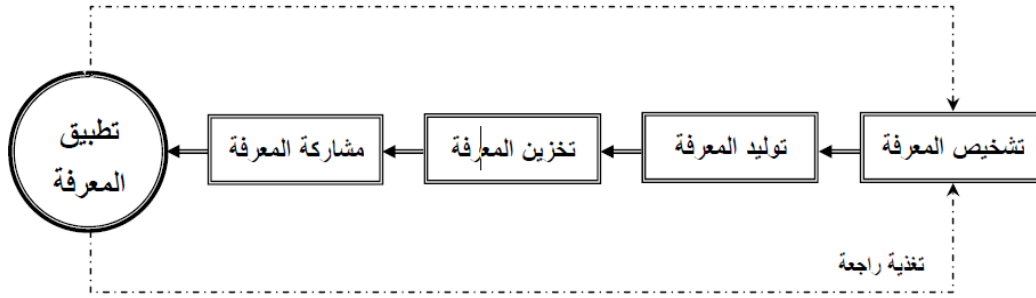 تشخيص المعرفة
توليد المعرفة
تخزين المعرفة
مشاركة المعرفة
تطبيق
المعرفة
تغذية راجعة